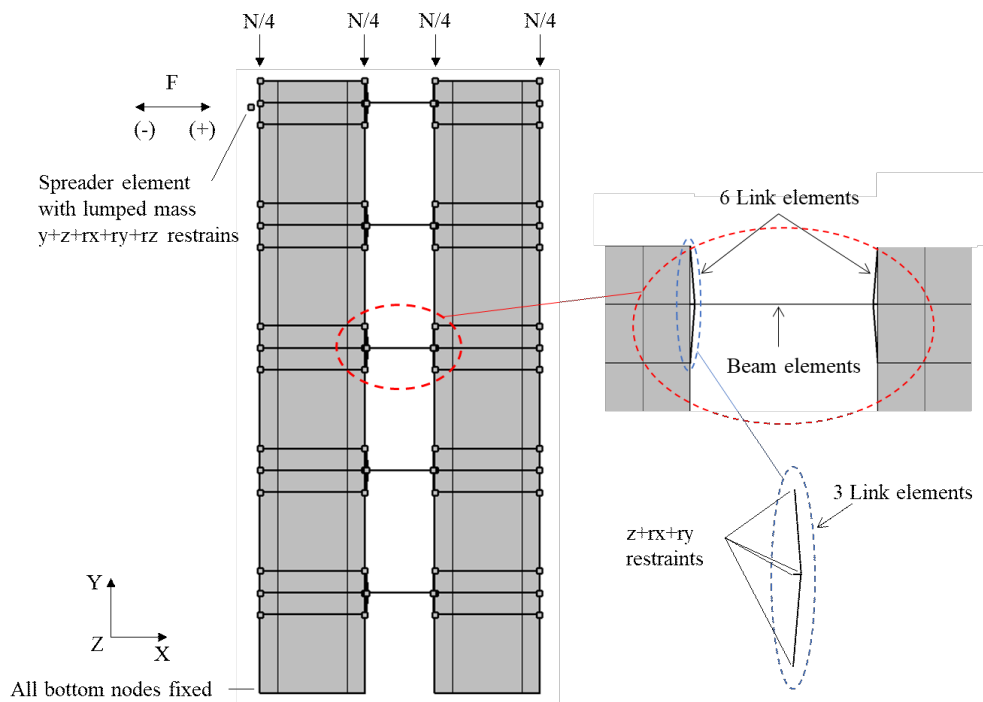 N/4 N/4 N/4 N/4
F
(-) (+)
Spreader element
with lumped mass
y+z+rx+ry+rz restrains
6 Link elements
Beam elements
3 Link elements
z+rx+ry
restraints
Y
Z X
All bottom nodes fixed